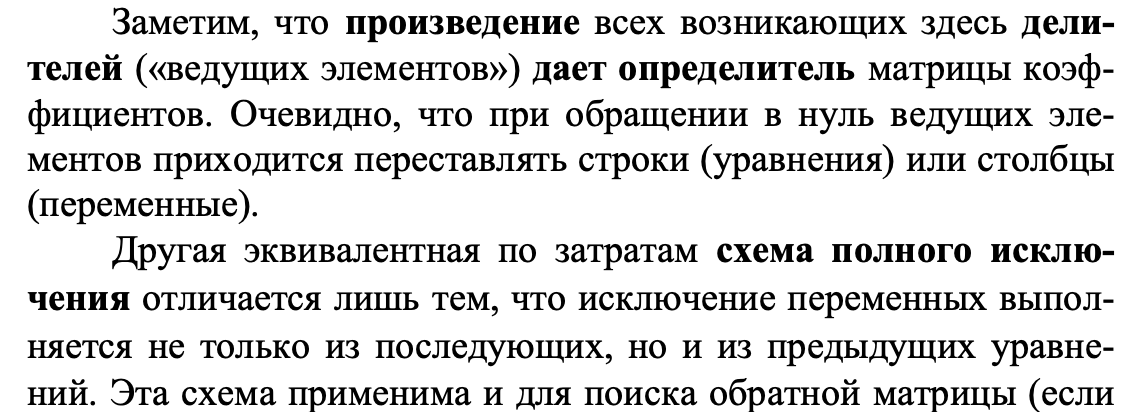 Заметим, что произведение всех возникающих здесь дели-
телей («ведущих элементов») дает определитель матрицы коэф-
фициентов. Очевидно, что при обращении в нуль ведущих эле-
ментов приходится переставлять строки (уравнения) или столбцы
(переменные).
Другая эквивалентная по затратам схема полного исклю-
чения отличается лишь тем, что исключение переменных выпол-
няется не только из последующих, но и из предыдущих уравне-
ний. Эта схема применима и для поиска обратной матрицы (если